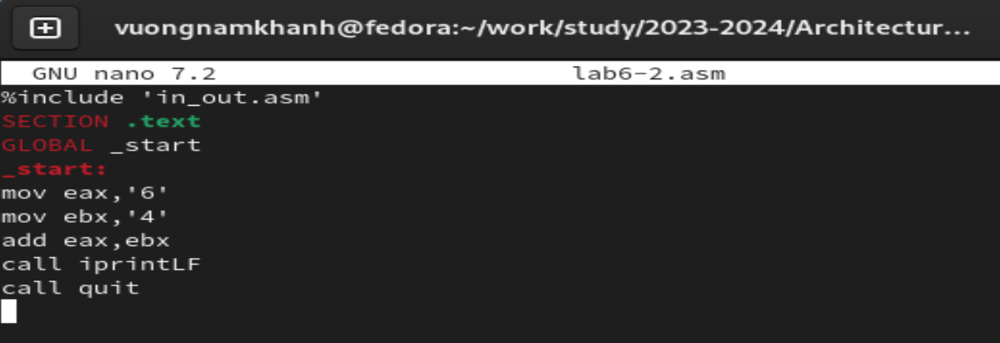 vuongnamkhanh@fedora:~/work/study/2023-2024/Architectur...
GNU nano 7.2 lab6-2.asm
%include 'in_out.asm'
SECTION .text
GLOBAL _start
_start:
mov eax,'6'
mov ebx,'4'
add eax,ebx
call iprintLF
call quit